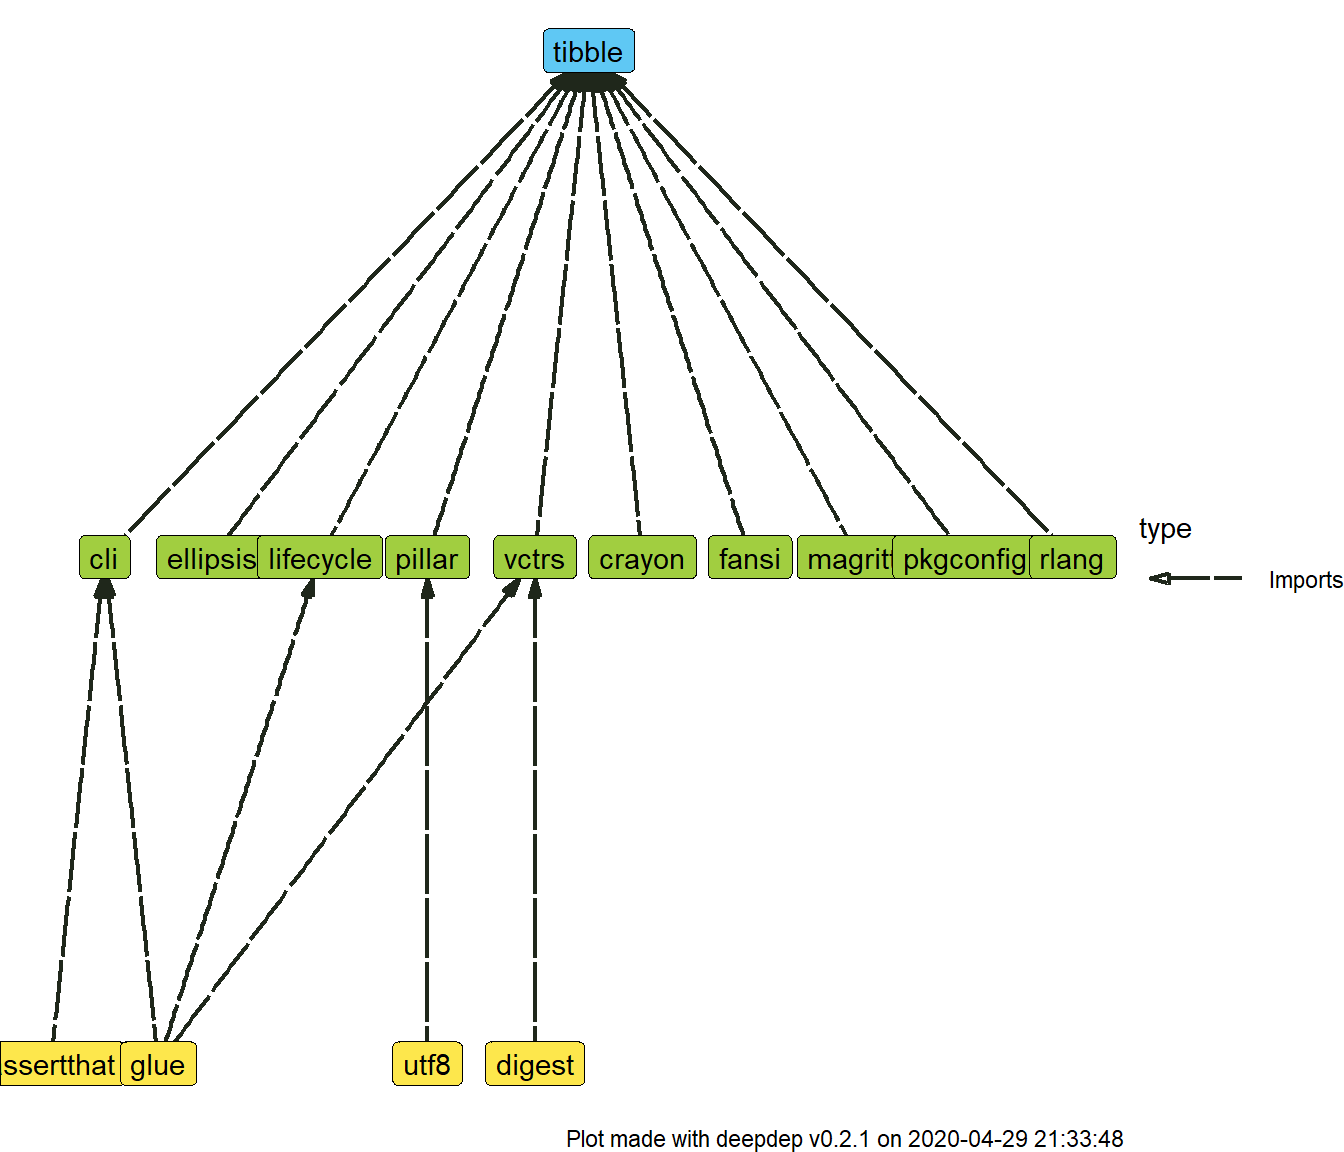 tibble
cli
ellipsis
lifecycle
pillar
vctrs
crayon
fansi
magritt
pkgconfig
rlang
type
Imports
ssertthat
glue
utf8
digest
Plot made with deepdep v0.2.1 on 2020-04-29 21:33:48